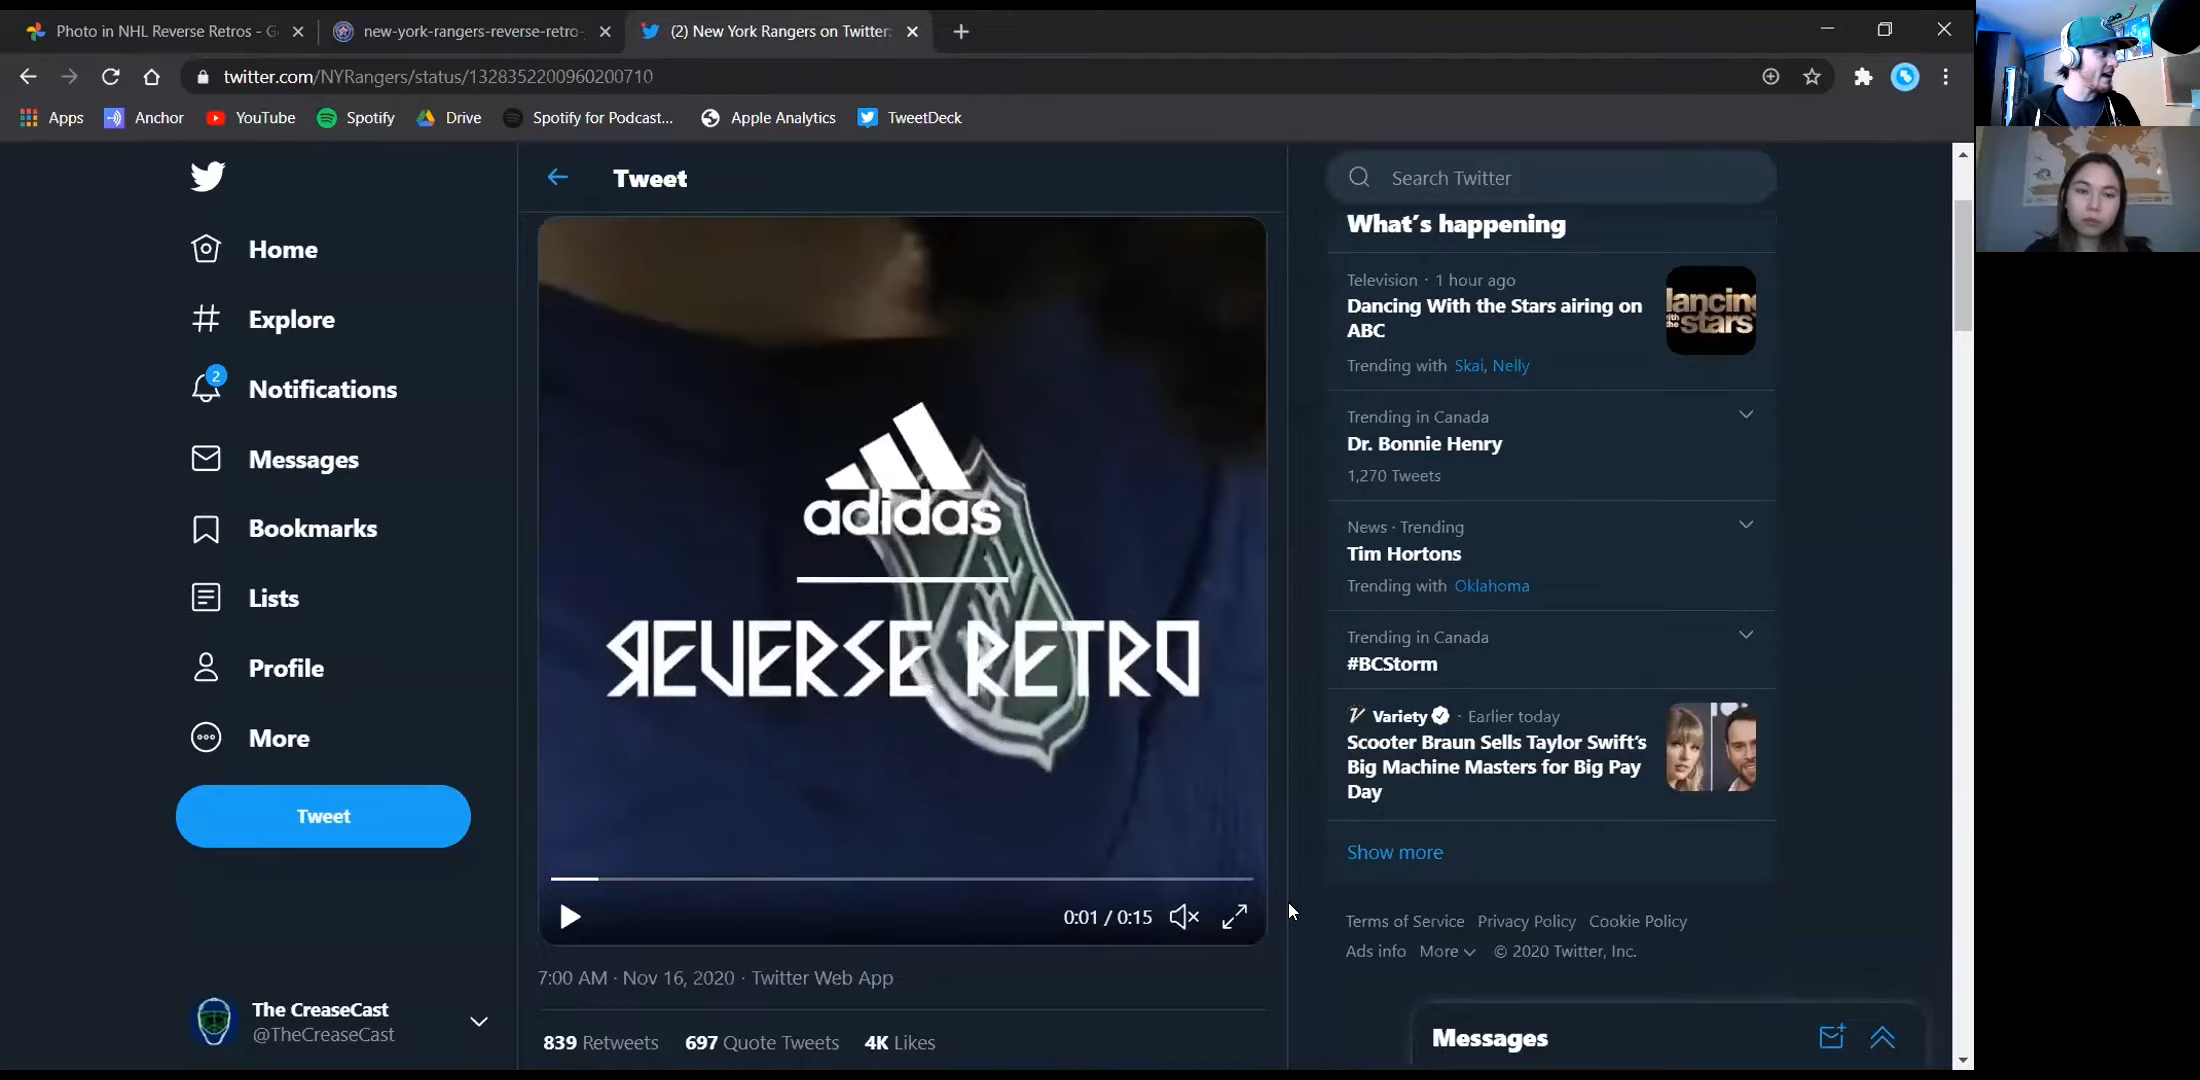 Photo in NHL Reverse Retros - G
new-york-rangers-reverse-retro-
(2) New York Rangers on Twitter:
twitter.com/NYRangers/status/1328352200960200710
Apps
Anchor
YouTube
Spotify
Drive
Spotify for Podcast...
Apple Analytics
TweetDeck
Home
Explore
2
Notifications
Messages
Bookmarks
Lists
Profile
More
Tweet
The CreaseCast
@TheCreaseCast
Tweet
adidas
REVERSE RETRO
NHL
0:01 / 0:15
7:00 AM · Nov 16, 2020 · Twitter Web App
839 Retweets 697 Quote Tweets 4K Likes
Search Twitter
What's happening
Television · 1 hour ago
Dancing With the Stars airing on
ABC
Trending with Skai, Nelly
dancing
with the
stars
Trending in Canada
Dr. Bonnie Henry
1,270 Tweets
News · Trending
Tim Hortons
Trending with Oklahoma
Trending in Canada
#BCStorm
Variety · Earlier today
Scooter Braun Sells Taylor Swift's
Big Machine Masters for Big Pay
Day
Show more
Terms of Service Privacy Policy Cookie Policy
Ads info More © 2020 Twitter, Inc.
Messages